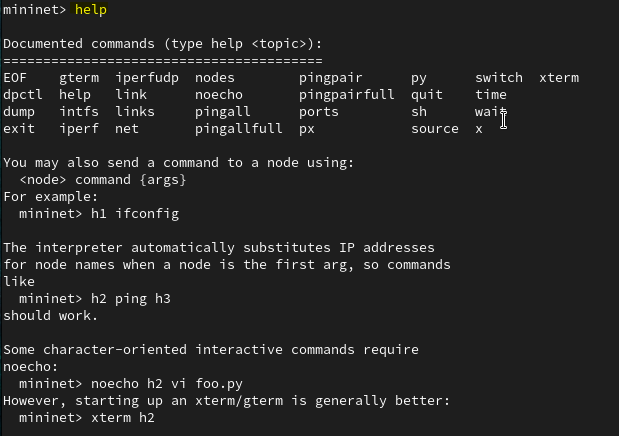 mininet> help
Documented commands (type help <topic>):
========================================
EOF    gterm  iperfudp  nodes        pingpair      py      switch  xterm
dpctl  help   link      noecho       pingpairfull  quit    time
dump   intfs  links     pingall      ports         sh      wait
exit   iperf  net       pingallfull  px            source  x
You may also send a command to a node using:
  <node> command {args}
For example:
  mininet> h1 ifconfig
The interpreter automatically substitutes IP addresses
for node names when a node is the first arg, so commands
like
  mininet> h2 ping h3
should work.
Some character-oriented interactive commands require
noecho:
  mininet> noecho h2 vi foo.py
However, starting up an xterm/gterm is generally better:
  mininet> xterm h2